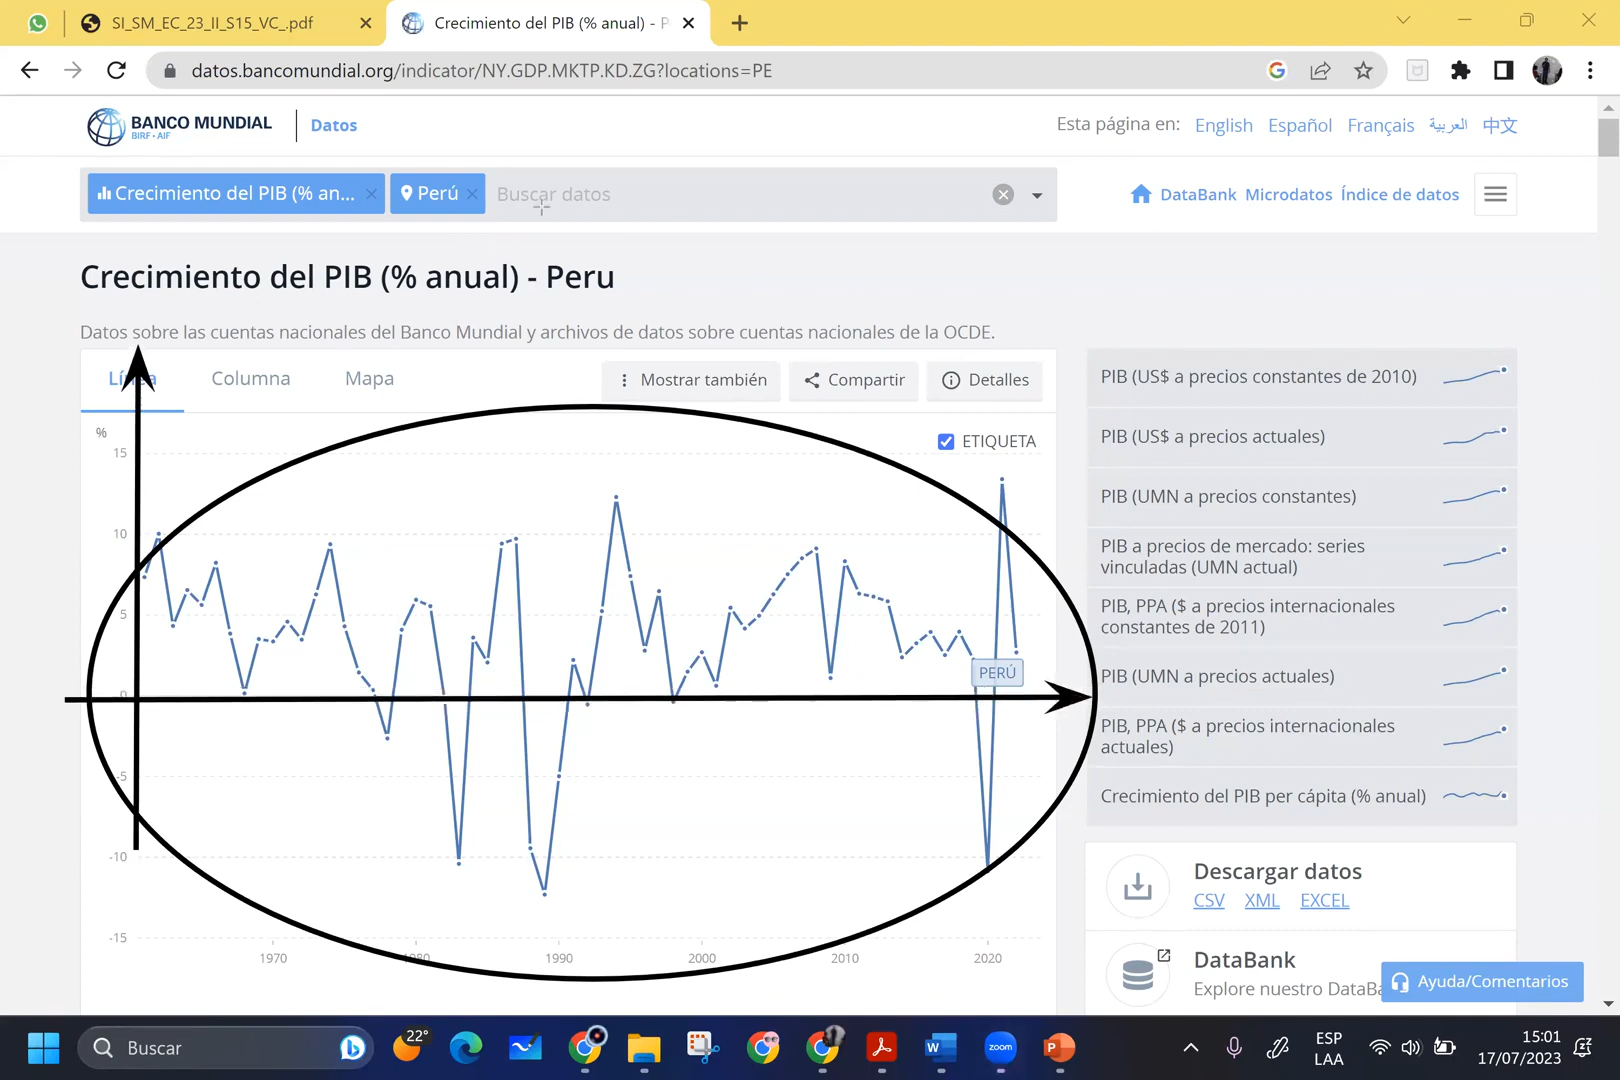 SI_SM_EC_23_II_S15_VC_.pdf
Crecimiento del PIB (% anual) - P
datos.bancomundial.org/indicator/NY.GDP.MKTP.KD.ZG?locations=PE
BANCO MUNDIAL
BIRF • AIF
Datos
Esta página en: English Español Français العربية 中文
Crecimiento del PIB (% an...
Perú
Buscar datos
DataBank Microdatos Índice de datos
Crecimiento del PIB (% anual) - Peru
Datos sobre las cuentas nacionales del Banco Mundial y archivos de datos sobre cuentas nacionales de la OCDE.
Línea Columna Mapa
Mostrar también
Compartir
Detalles
%
ETIQUETA
15
10
5
0
-5
-10
-15
PERÚ
1970 1980 1990 2000 2010 2020
PIB (US$ a precios constantes de 2010)
PIB (US$ a precios actuales)
PIB (UMN a precios constantes)
PIB a precios de mercado: series
vinculadas (UMN actual)
PIB, PPA ($ a precios internacionales
constantes de 2011)
PIB (UMN a precios actuales)
PIB, PPA ($ a precios internacionales
actuales)
Crecimiento del PIB per cápita (% anual)
Descargar datos
CSV XML EXCEL
DataBank
Explore nuestro DataBa
Ayuda/Comentarios
Buscar
22°
zoom
ESP
LAA
15:01
17/07/2023